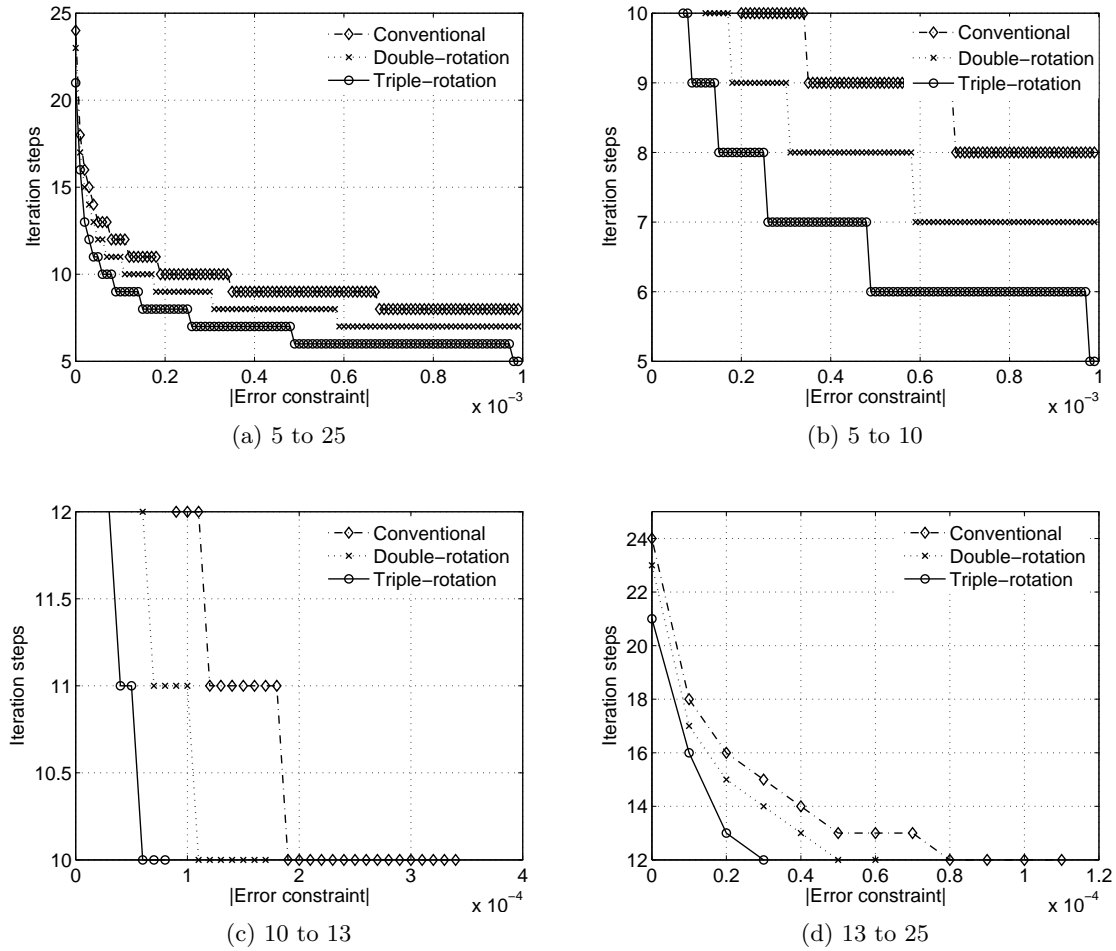 25
20
15
10
5
Iteration steps
Conventional
Double-rotation
Triple-rotation
0
0.2
0.4
0.6
0.8
1
|Error constraint|
x 10⁻³
(a) 5 to 25
10
9
8
7
6
5
Iteration steps
Conventional
Double-rotation
Triple-rotation
0
0.2
0.4
0.6
0.8
1
|Error constraint|
x 10⁻³
(b) 5 to 10
12
11.5
11
10.5
10
Iteration steps
Conventional
Double-rotation
Triple-rotation
0
1
2
3
4
|Error constraint|
x 10⁻⁴
(c) 10 to 13
24
22
20
18
16
14
12
Iteration steps
Conventional
Double-rotation
Triple-rotation
0
0.2
0.4
0.6
0.8
1
1.2
|Error constraint|
x 10⁻⁴
(d) 13 to 25